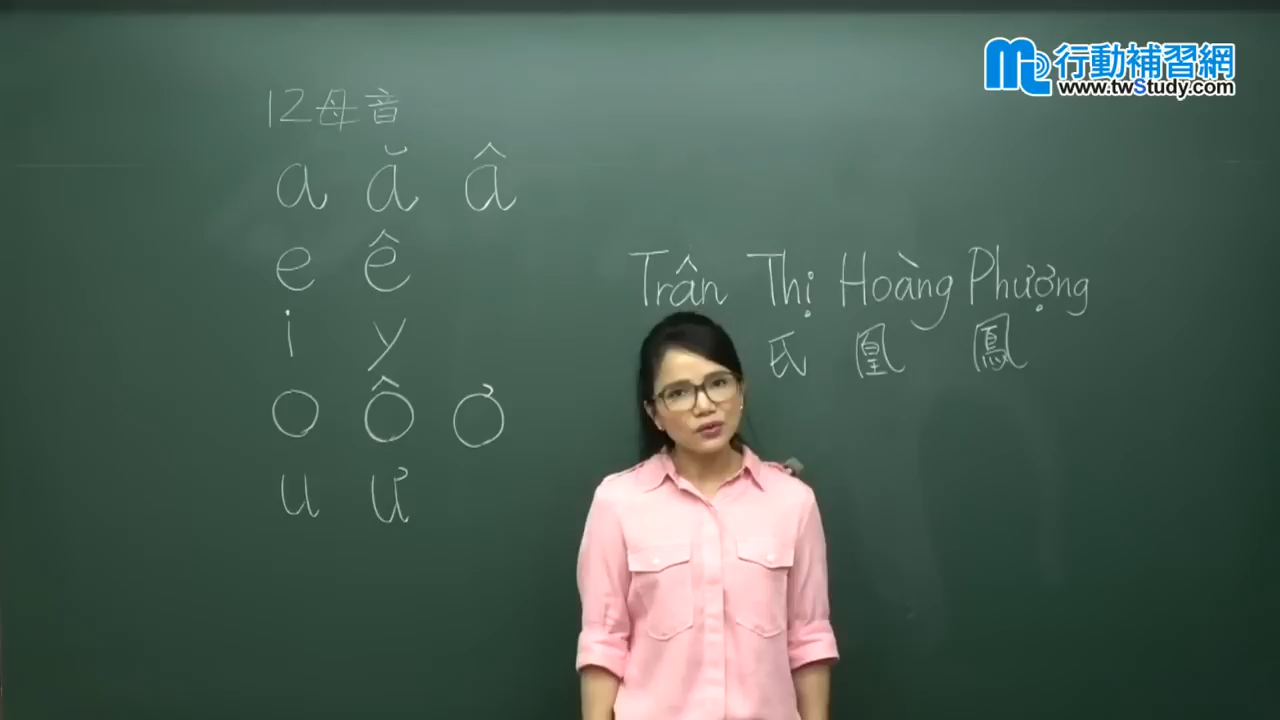 行動補習網
www.twStudy.com
12母音
a ă â
e ê
i y
o ô ơ
u ư
Trân Thị Hoàng Phượng
氏 凰 鳳